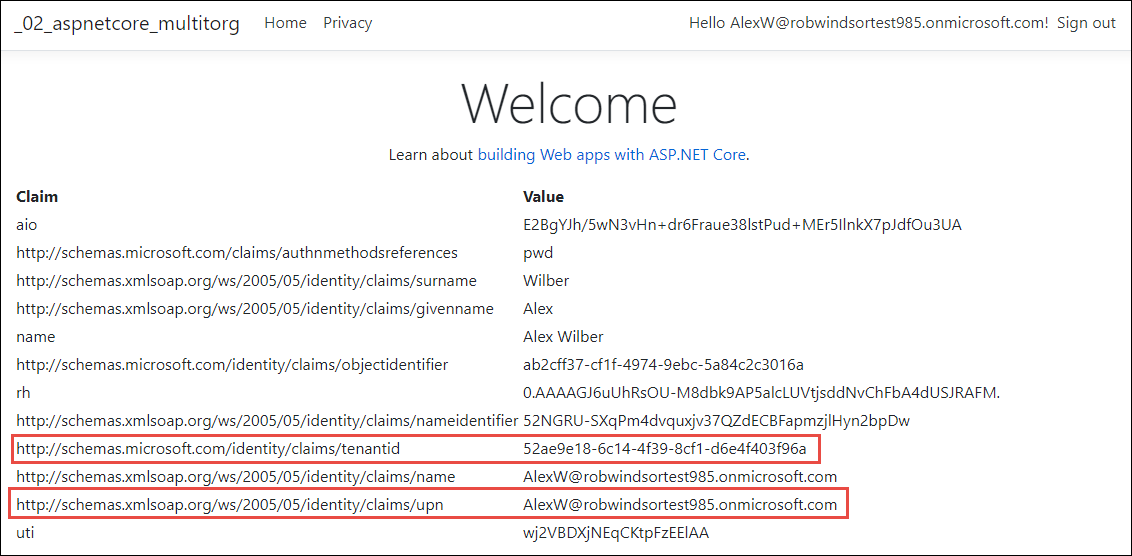 _02_aspnetcore_multitorg Home Privacy Hello AlexW@robwindsortest985.onmicrosoft.com! Sign out
Welcome
Learn about building Web apps with ASP.NET Core.
Claim Value
aio E2BgYJh/5wN3vHn+dr6Fraue38lstPud+MEr5IlnkX7pJdfOu3UA
http://schemas.microsoft.com/claims/authnmethodsreferences pwd
http://schemas.xmlsoap.org/ws/2005/05/identity/claims/surname Wilber
http://schemas.xmlsoap.org/ws/2005/05/identity/claims/givenname Alex
name Alex Wilber
http://schemas.microsoft.com/identity/claims/objectidentifier ab2cff37-cf1f-4974-9ebc-5a84c2c3016a
rh 0.AAAAGJ6uUhRsOU-M8dbk9AP5alcLUVtjsddNvChFbA4dUSJRAFM.
http://schemas.xmlsoap.org/ws/2005/05/identity/claims/nameidentifier 52NGRU-SXqPm4dvquxjv37QZdECBFapmzjlHyn2bpDw
http://schemas.microsoft.com/identity/claims/tenantid 52ae9e18-6c14-4f39-8cf1-d6e4f403f96a
http://schemas.xmlsoap.org/ws/2005/05/identity/claims/name AlexW@robwindsortest985.onmicrosoft.com
http://schemas.xmlsoap.org/ws/2005/05/identity/claims/upn AlexW@robwindsortest985.onmicrosoft.com
uti wj2VBDXjNEqCKtpFzEElAA